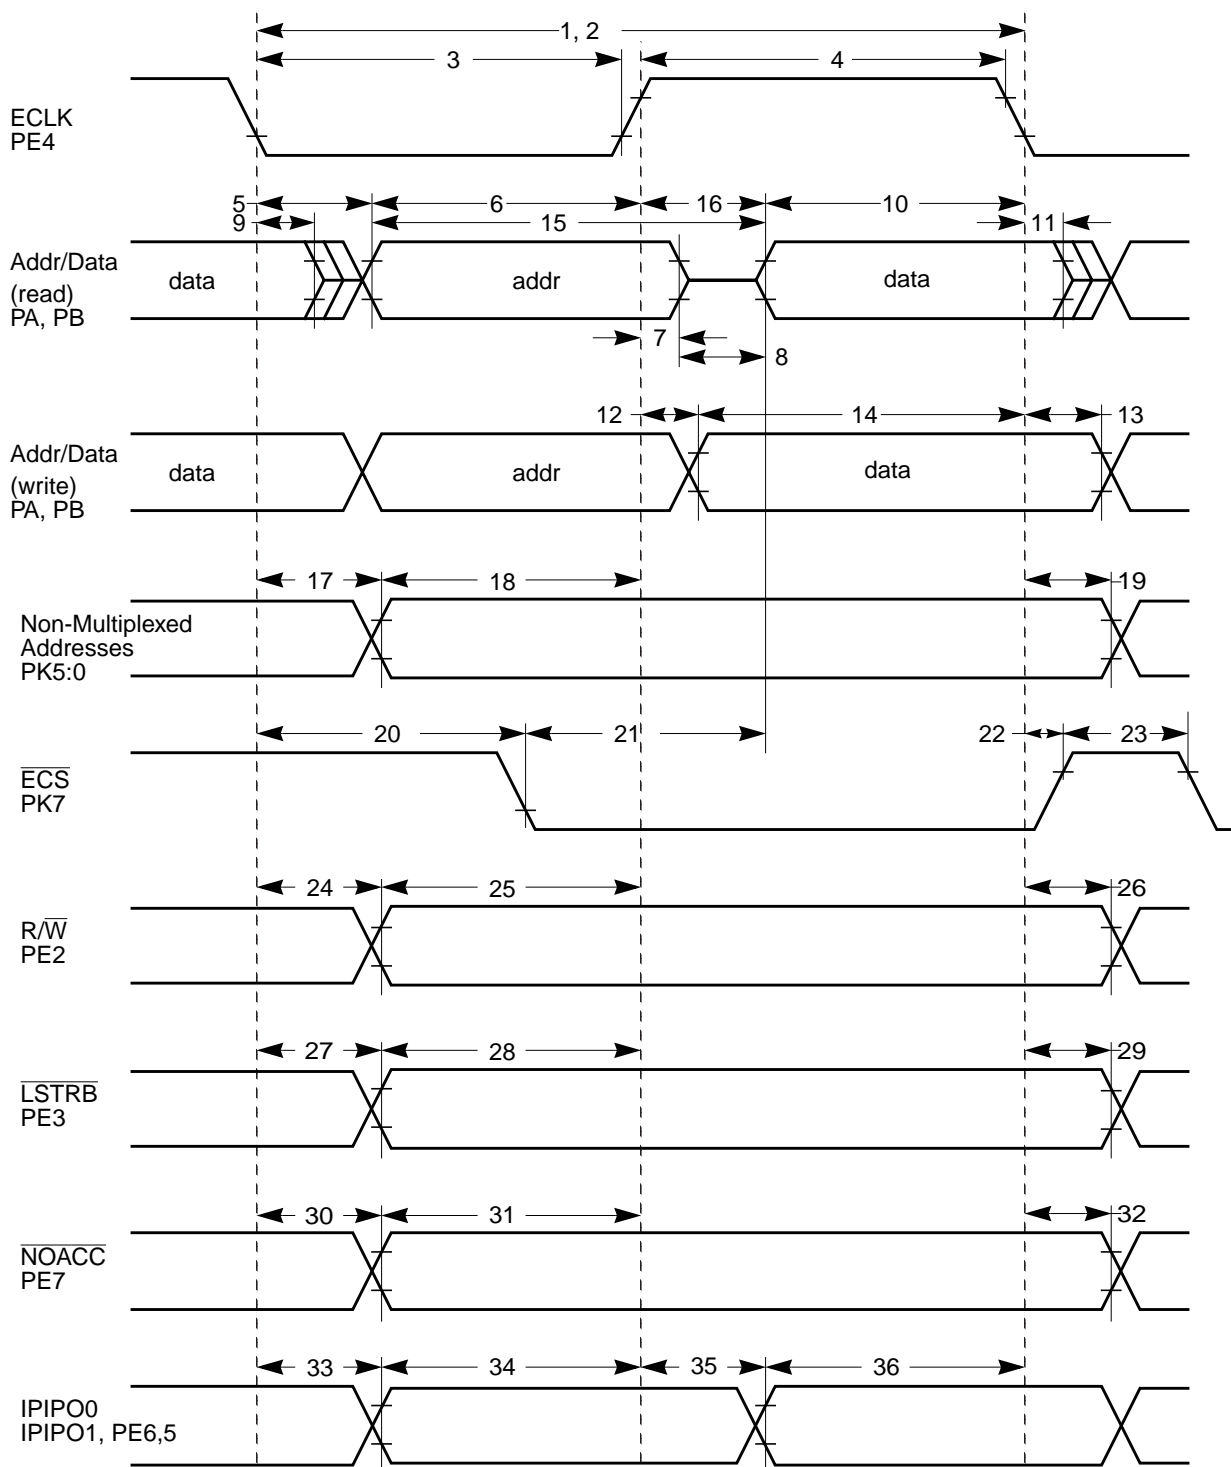 1, 2
3
4
ECLK
PE4
5
6
16
10
9
15
11
Addr/Data
(read)
PA, PB
data
addr
data
7
8
12
14
13
Addr/Data
(write)
PA, PB
data
addr
data
17
18
19
Non-Multiplexed
Addresses
PK5:0
20
21
22
23
ECS
PK7
24
25
26
R/W
PE2
27
28
29
LSTRB
PE3
30
31
32
NOACC
PE7
33
34
35
36
IPIPO0
IPIPO1, PE6,5